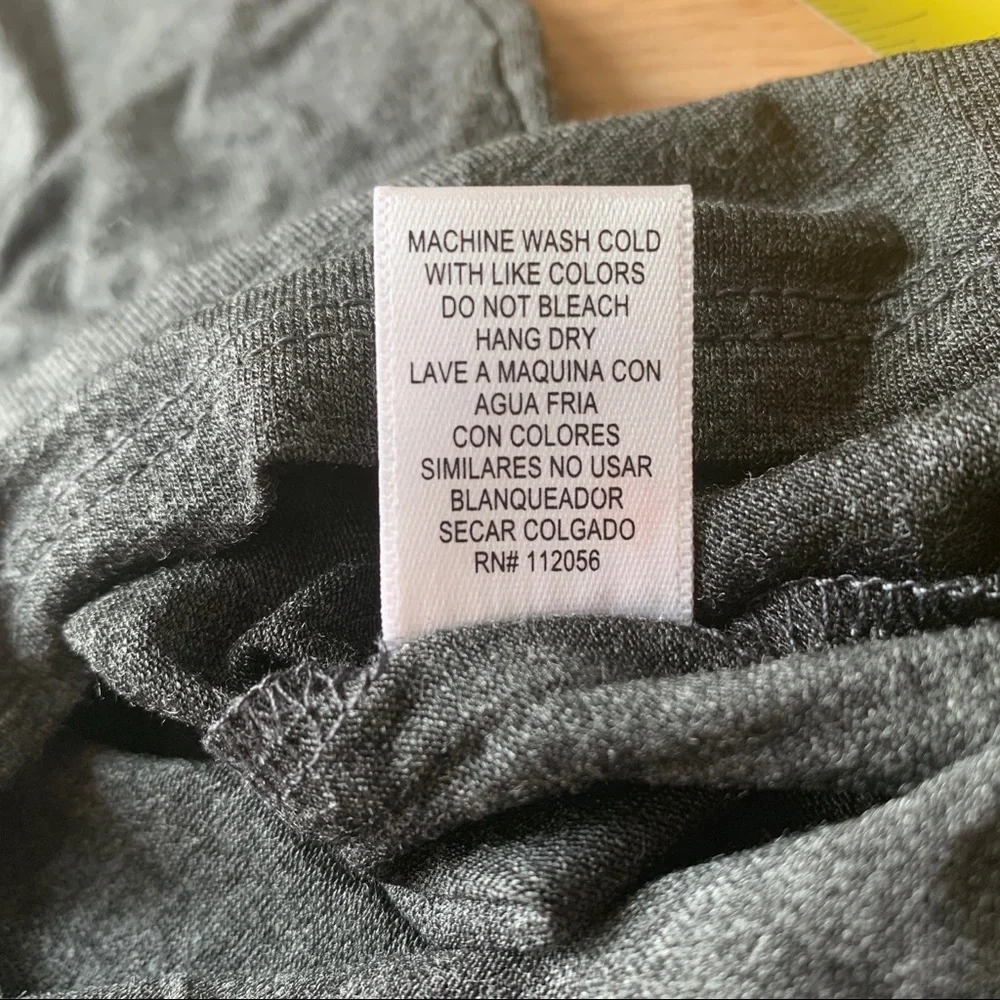 MACHINE WASH COLD
WITH LIKE COLORS
DO NOT BLEACH
HANG DRY
LAVE A MAQUINA CON
AGUA FRIA
CON COLORES
SIMILARES NO USAR
BLANQUEADOR
SECAR COLGADO
RN# 112056